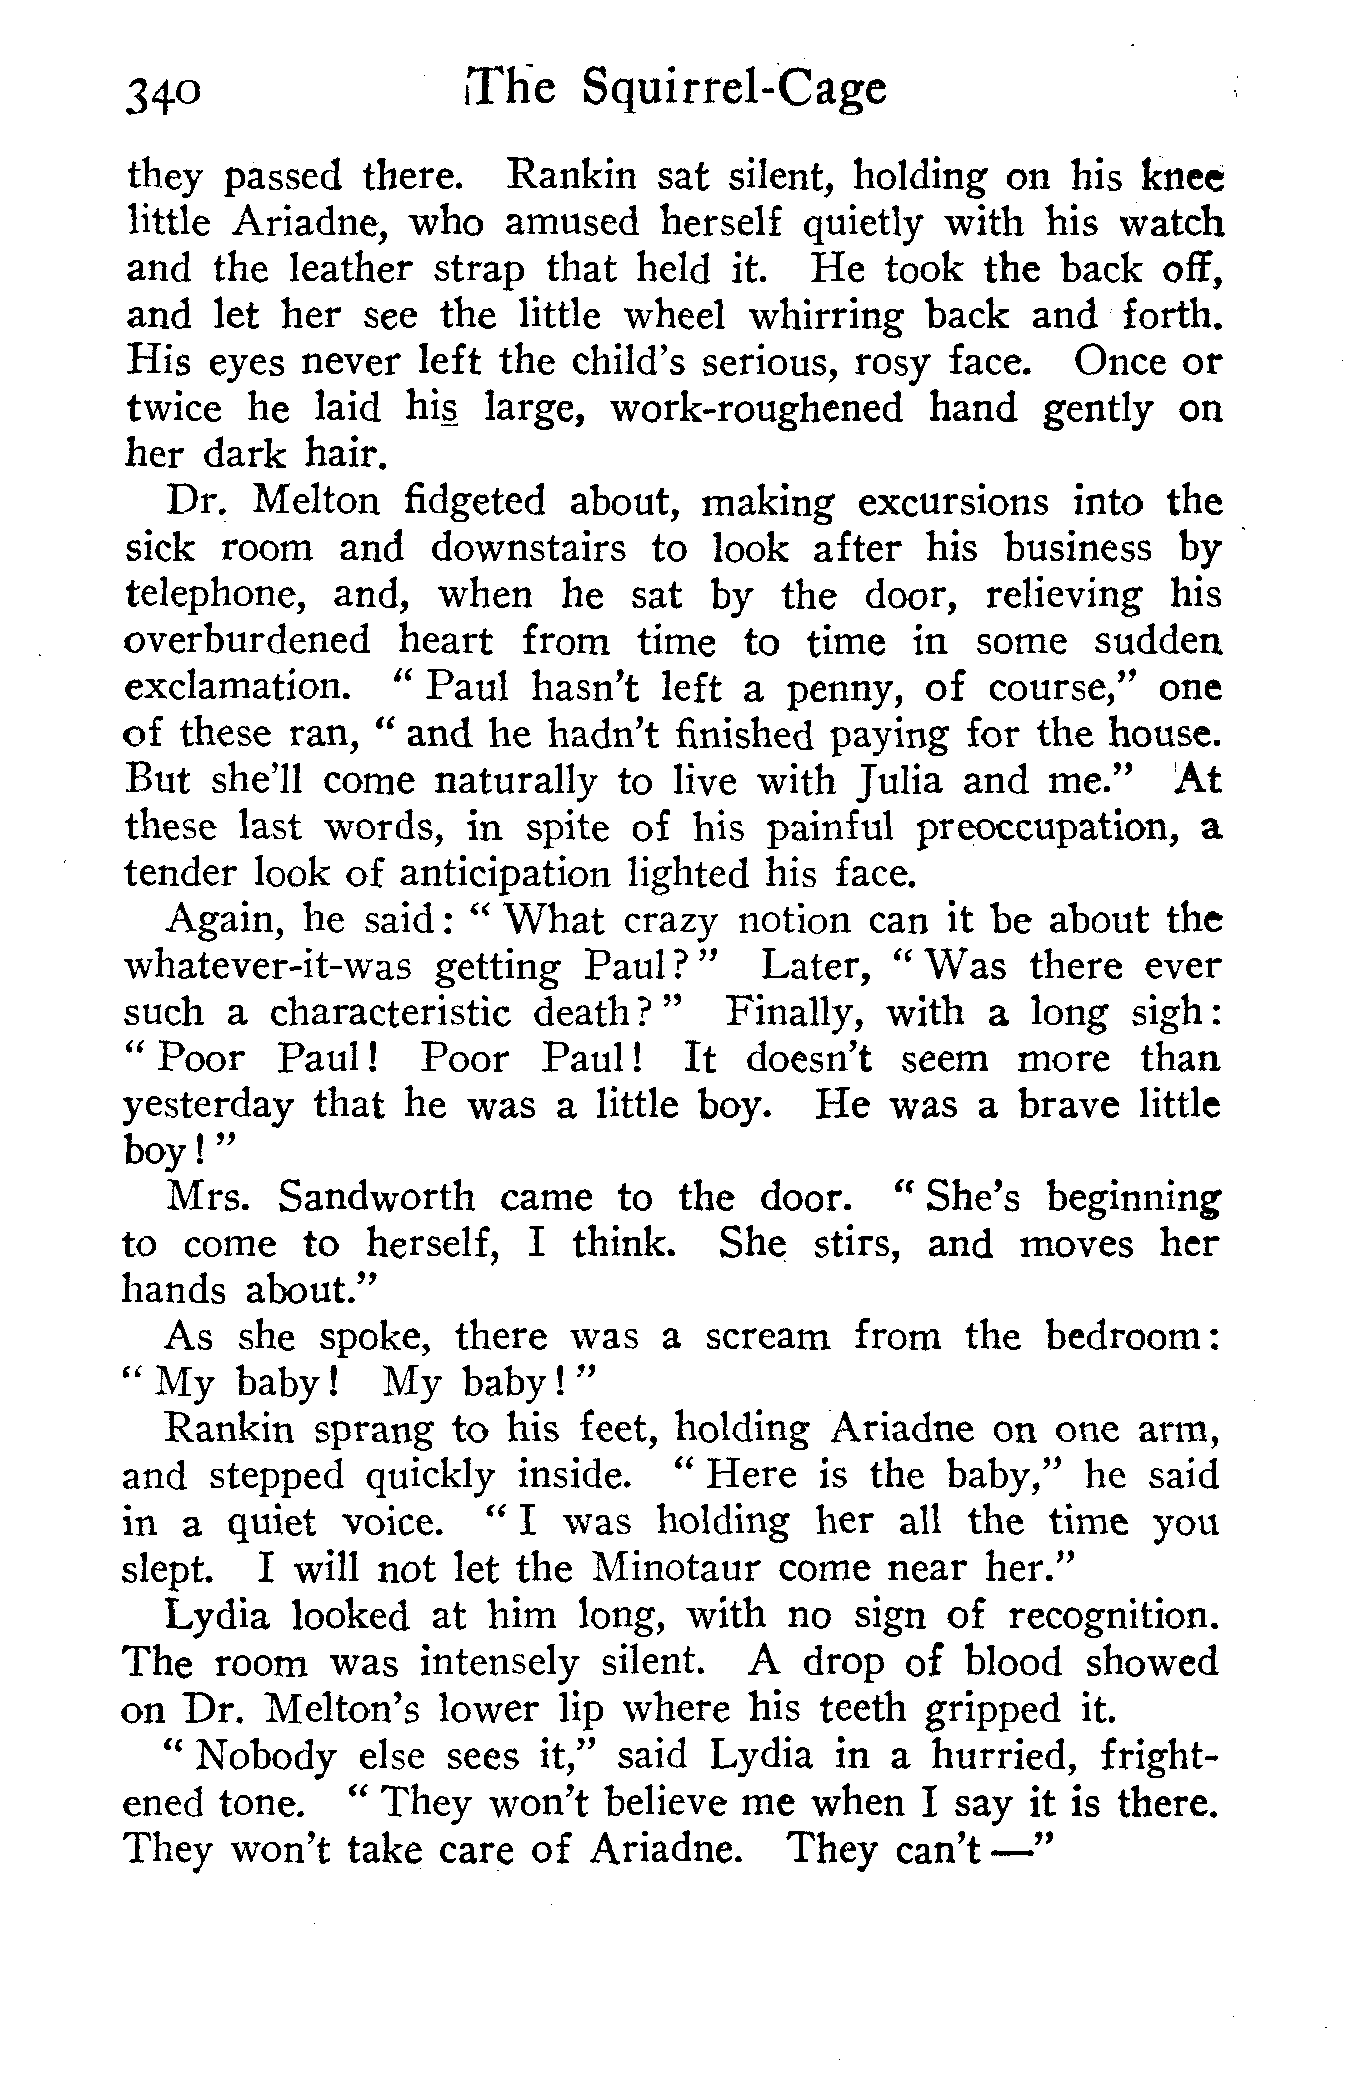 340 The Squirrel-Cage
they passed there. Rankin sat silent, holding on his knee
little Ariadne, who amused herself quietly with his watch
and the leather strap that held it. He took the back off,
and let her see the little wheel whirring back and forth.
His eyes never left the child's serious, rosy face. Once or
twice he laid his large, work-roughened hand gently on
her dark hair.
Dr. Melton fidgeted about, making excursions into the
sick room and downstairs to look after his business by
telephone, and, when he sat by the door, relieving his
overburdened heart from time to time in some sudden
exclamation. " Paul hasn't left a penny, of course," one
of these ran, " and he hadn't finished paying for the house.
But she'll come naturally to live with Julia and me." At
these last words, in spite of his painful preoccupation, a
tender look of anticipation lighted his face.
Again, he said: " What crazy notion can it be about the
whatever-it-was getting Paul? " Later, " Was there ever
such a characteristic death? " Finally, with a long sigh:
" Poor Paul! Poor Paul! It doesn't seem more than
yesterday that he was a little boy. He was a brave little
boy! "
Mrs. Sandworth came to the door. " She's beginning
to come to herself, I think. She stirs, and moves her
hands about."
As she spoke, there was a scream from the bedroom:
" My baby! My baby! "
Rankin sprang to his feet, holding Ariadne on one arm,
and stepped quickly inside. " Here is the baby," he said
in a quiet voice. " I was holding her all the time you
slept. I will not let the Minotaur come near her."
Lydia looked at him long, with no sign of recognition.
The room was intensely silent. A drop of blood showed
on Dr. Melton's lower lip where his teeth gripped it.
" Nobody else sees it," said Lydia in a hurried, fright-
ened tone. " They won't believe me when I say it is there.
They won't take care of Ariadne. They can't —"